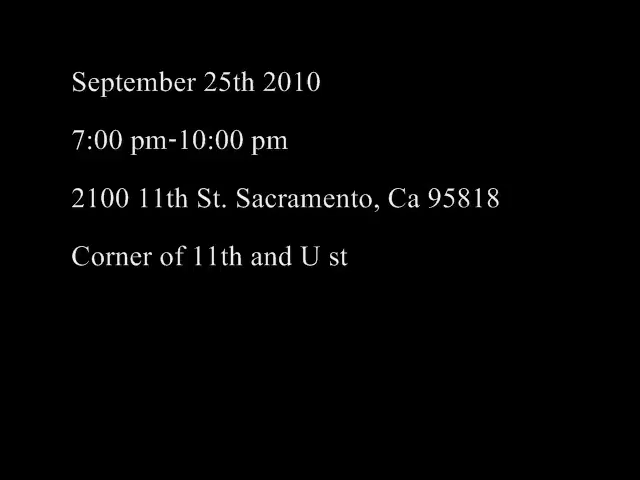 September 25th 2010
7:00 pm-10:00 pm
2100 11th St. Sacramento, Ca 95818
Corner of 11th and U st